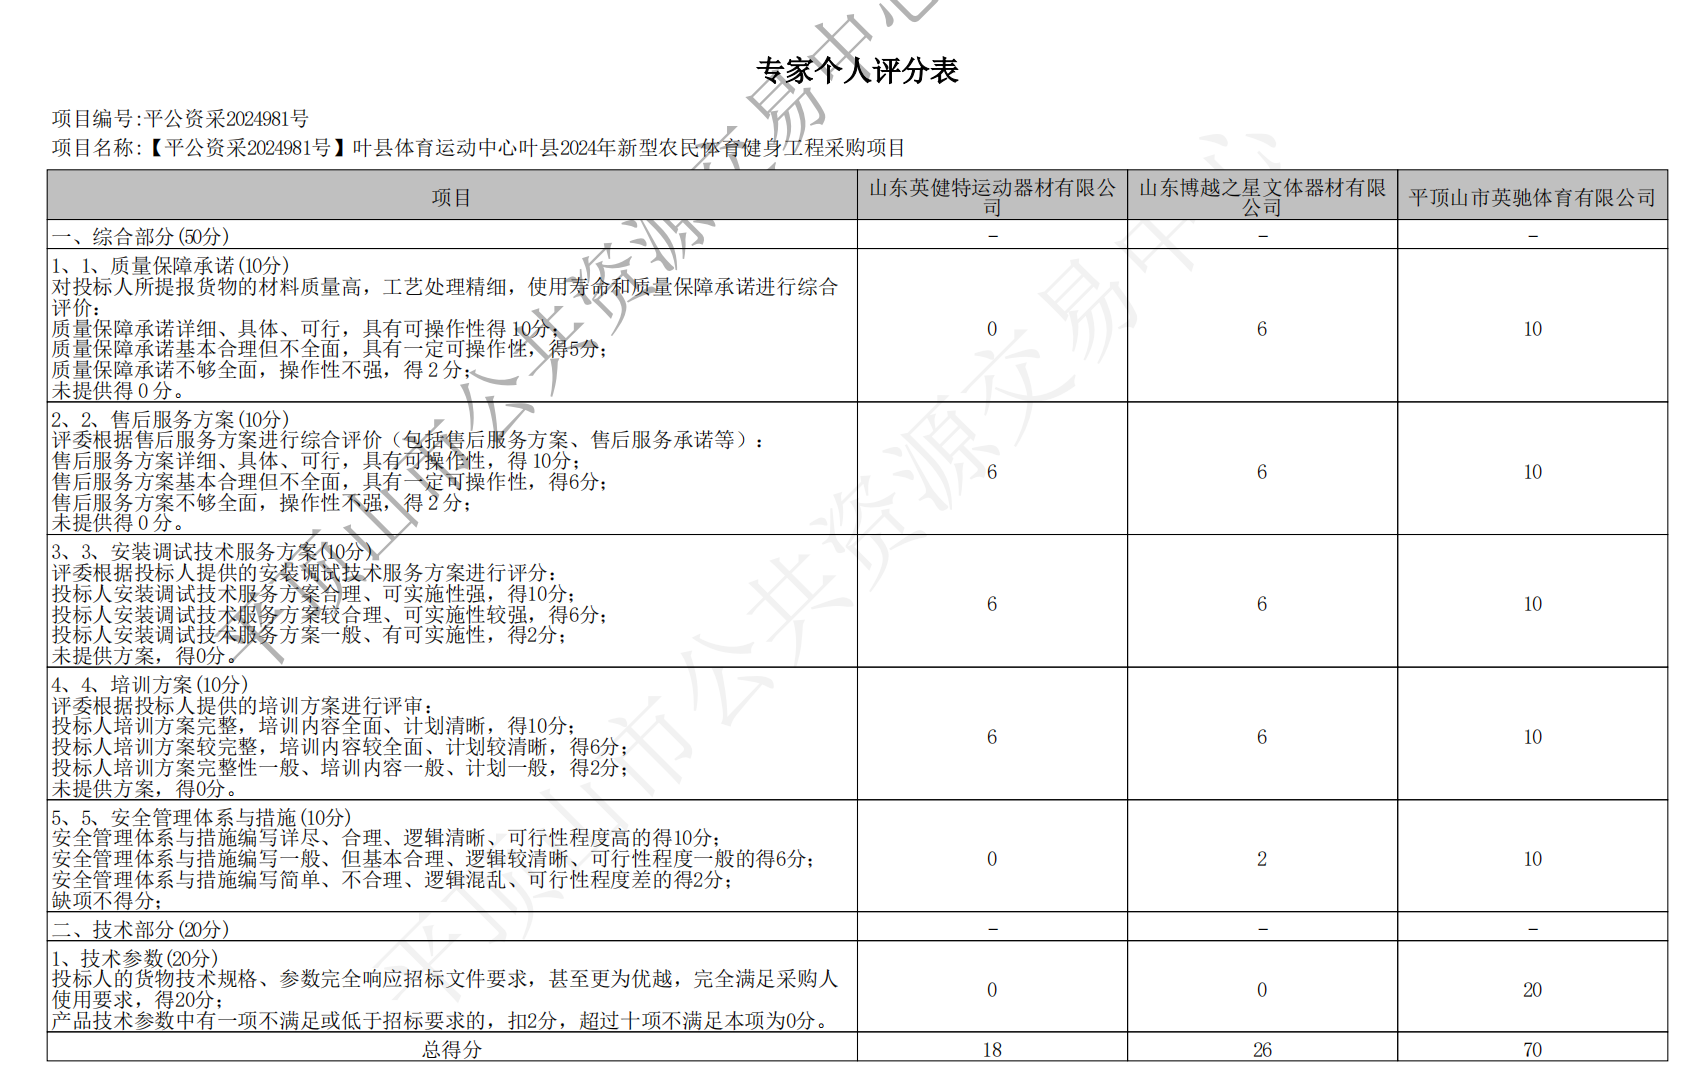 专家个人评分表
项目编号:平公资采2024981号
项目名称:【平公资采2024981号】叶县体育运动中心叶县2024年新型农民体育健身工程采购项目
项目
山东英健特运动器材有限公
司
山东博越之星文体器材有限
公司
平顶山市英驰体育有限公司
一、综合部分(50分)
-
-
-
1、1、质量保障承诺(10分)
对投标人所提报货物的材料质量高，工艺处理精细，使用寿命和质量保障承诺进行综合
评价：
质量保障承诺详细、具体、可行，具有可操作性得 10分；
质量保障承诺基本合理但不全面，具有一定可操作性，得5分；
质量保障承诺不够全面，操作性不强，得 2 分；
未提供得 0 分。
0
6
10
2、2、售后服务方案(10分)
评委根据售后服务方案进行综合评价（包括售后服务方案、售后服务承诺等）：
售后服务方案详细、具体、可行，具有可操作性，得 10分；
售后服务方案基本合理但不全面，具有一定可操作性，得6分；
售后服务方案不够全面，操作性不强，得 2 分；
未提供得 0 分。
6
6
10
3、3、安装调试技术服务方案(10分)
评委根据投标人提供的安装调试技术服务方案进行评分：
投标人安装调试技术服务方案合理、可实施性强，得10分；
投标人安装调试技术服务方案较合理、可实施性较强，得6分；
投标人安装调试技术服务方案一般、有可实施性，得2分；
未提供方案，得0分。
6
6
10
4、4、培训方案(10分)
评委根据投标人提供的培训方案进行评审：
投标人培训方案完整，培训内容全面、计划清晰，得10分；
投标人培训方案较完整，培训内容较全面、计划较清晰，得6分；
投标人培训方案完整性一般、培训内容一般、计划一般，得2分；
未提供方案，得0分。
6
6
10
5、5、安全管理体系与措施(10分)
安全管理体系与措施编写详尽、合理、逻辑清晰、可行性程度高的得10分；
安全管理体系与措施编写一般、但基本合理、逻辑较清晰、可行性程度一般的得6分；
安全管理体系与措施编写简单、不合理、逻辑混乱、可行性程度差的得2分；
缺项不得分；
0
2
10
二、技术部分(20分)
-
-
-
1、技术参数(20分)
投标人的货物技术规格、参数完全响应招标文件要求，甚至更为优越，完全满足采购人
使用要求，得20分；
产品技术参数中有一项不满足或低于招标要求的，扣2分，超过十项不满足本项为0分。
0
0
20
总得分
18
26
70
平顶山市公共资源交易中心
平顶山市公共资源交易中心